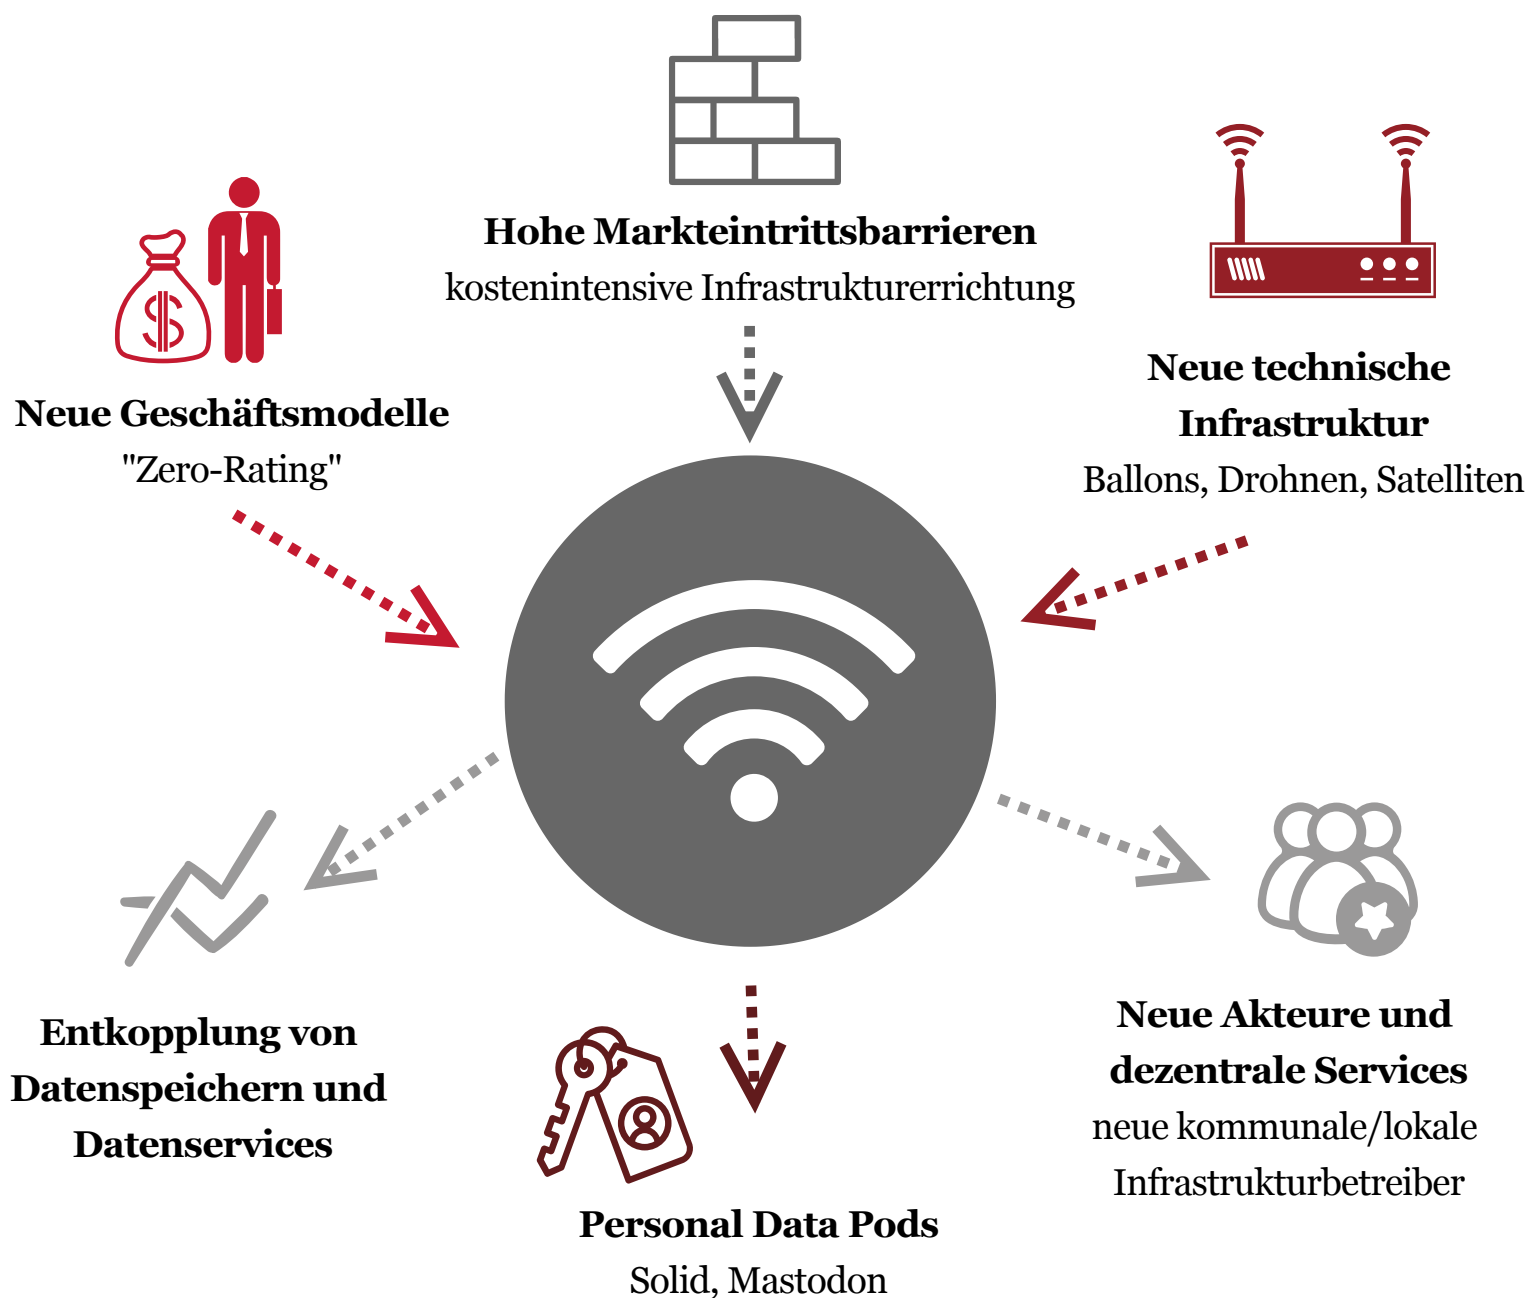 Hohe Markteintrittsbarrieren
kostenintensive Infrastrukturerrichtung
Neue Geschäftsmodelle
"Zero-Rating"
Neue technische
Infrastruktur
Ballons, Drohnen, Satelliten
Entkopplung von
Datenspeichern und
Datenservices
Personal Data Pods
Solid, Mastodon
Neue Akteure und
dezentrale Services
neue kommunale/lokale
Infrastrukturbetreiber